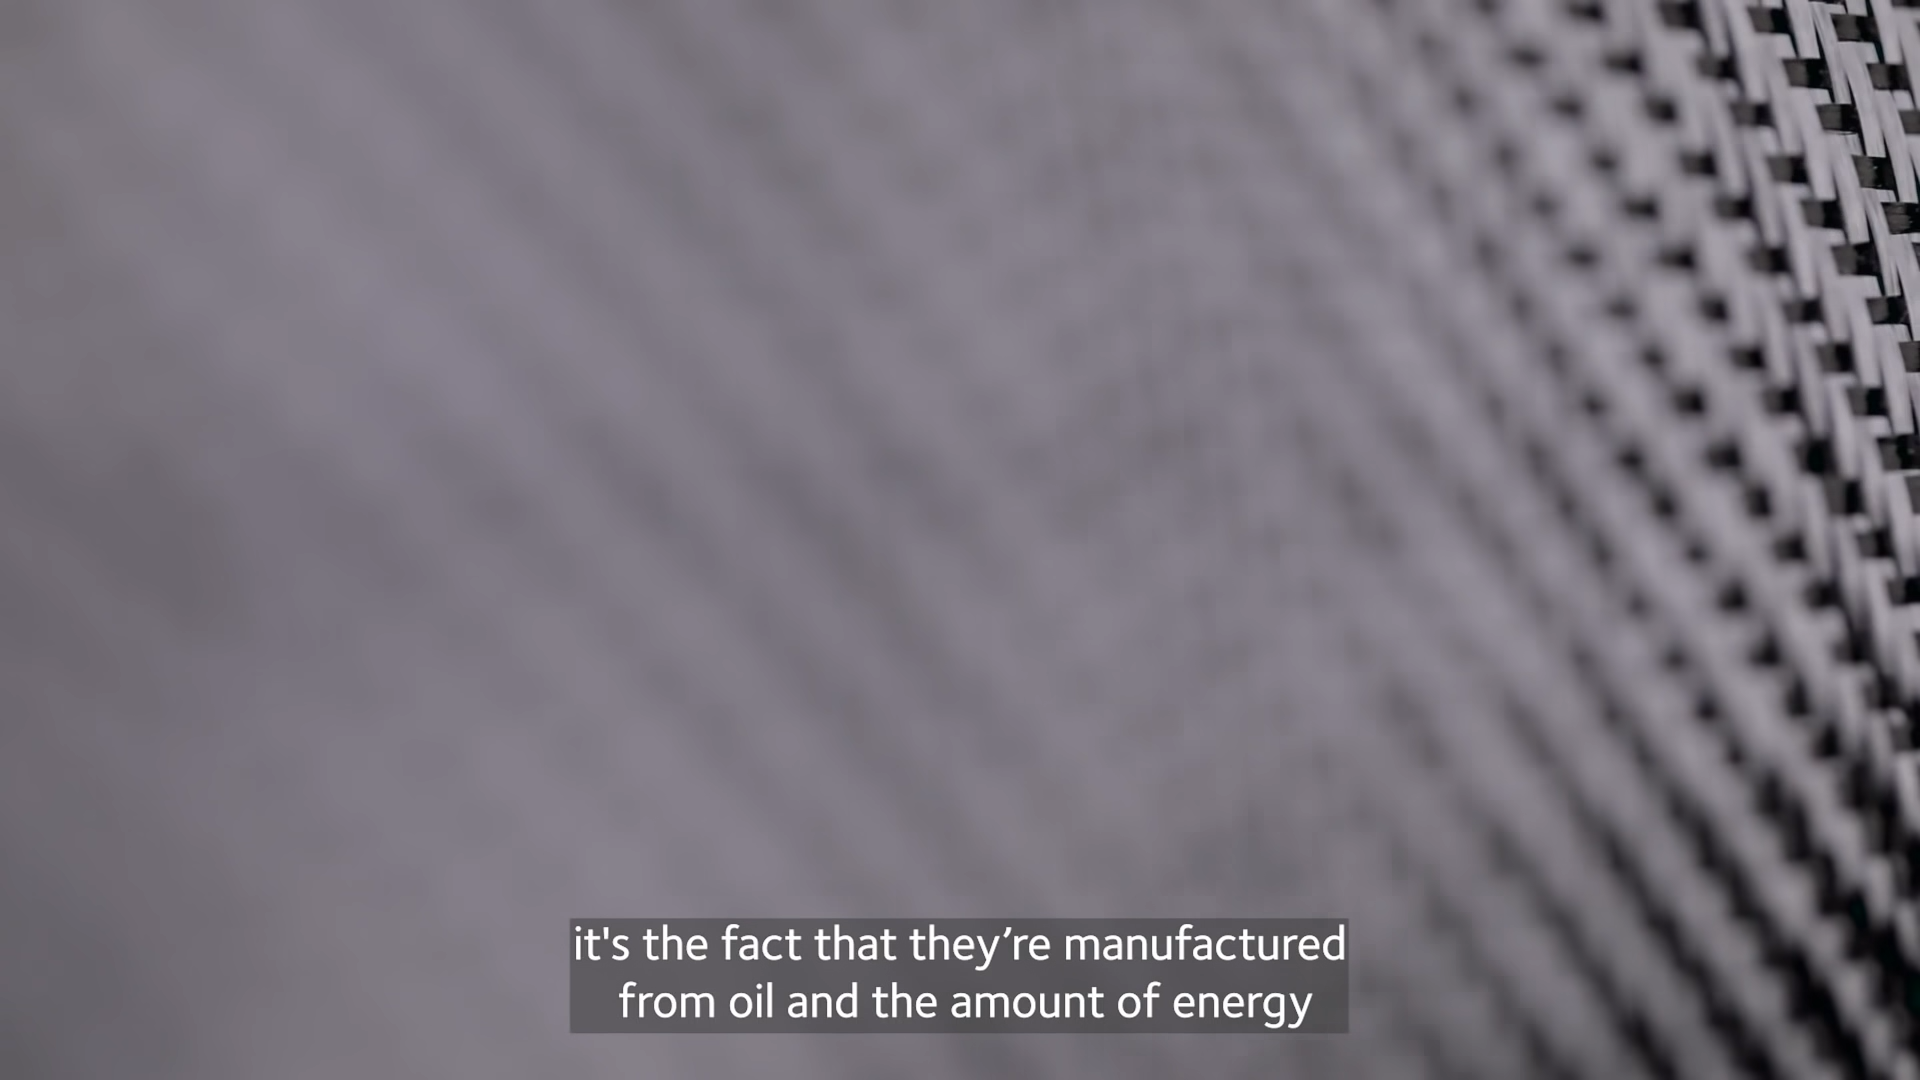 it's the fact that they’re manufactured
from oil and the amount of energy